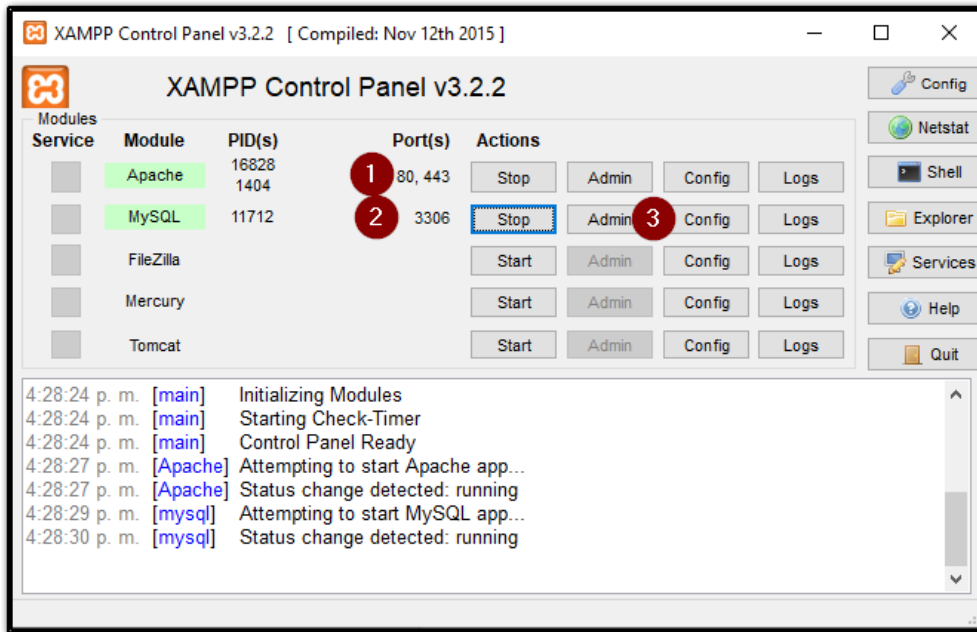 XAMPP Control Panel v3.2.2 [ Compiled: Nov 12th 2015 ]
XAMPP Control Panel v3.2.2
Config
Modules
Service Module PID(s) Port(s) Actions
Netstat
Apache 16828 1404 1 80, 443 Stop Admin Config Logs
Shell
MySQL 11712 2 3306 Stop Admin 3 Config Logs
Explorer
FileZilla Start Admin Config Logs
Services
Mercury Start Admin Config Logs
Help
Tomcat Start Admin Config Logs
Quit
4:28:24 p. m. [main] Initializing Modules
4:28:24 p. m. [main] Starting Check-Timer
4:28:24 p. m. [main] Control Panel Ready
4:28:27 p. m. [Apache] Attempting to start Apache app...
4:28:27 p. m. [Apache] Status change detected: running
4:28:29 p. m. [mysql] Attempting to start MySQL app...
4:28:30 p. m. [mysql] Status change detected: running